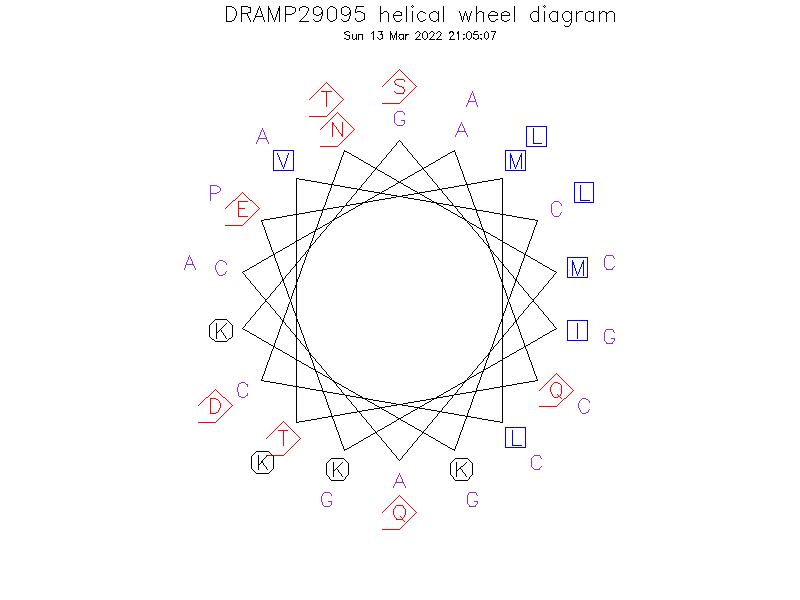 DRAMP29095 helical wheel diagram
Sun 13 Mar 2022 21:05:07
T S A
N G A
A V M L
P E C L
A C M C
K I G
D C Q C
T L
K K K C
G A G
Q